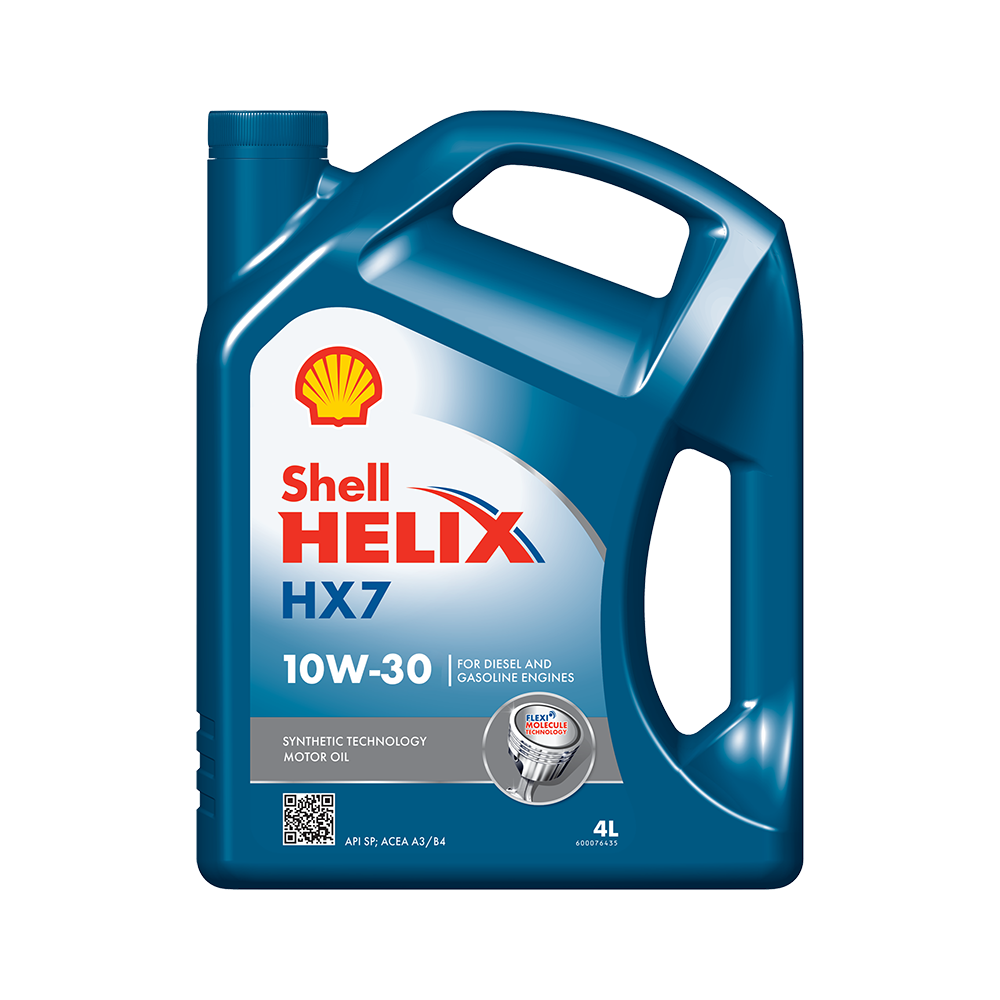 Shell
HELIX
HX7
10W-30
FOR DIESEL AND
GASOLINE ENGINES
FLEXI
MOLECULE
TECHNOLOGY
SYNTHETIC TECHNOLOGY
MOTOR OIL
API SP; ACEA A3/B4
4L
600076435